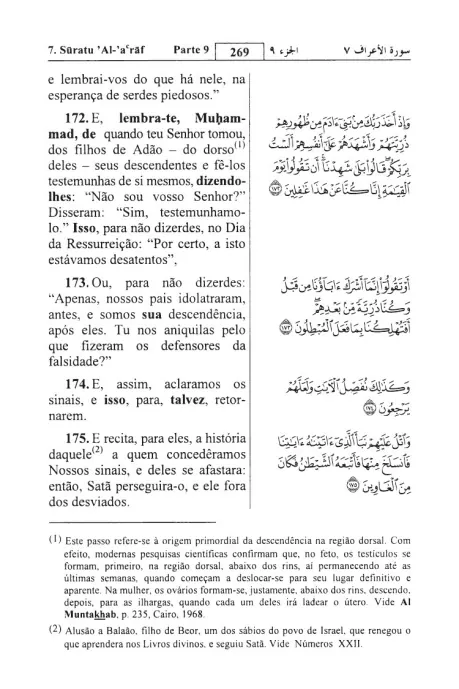 7. Sūratu ’Al-’aᶜrāf Parte 9 269 الجزء ٩ سورة الأعراف ٧
e lembrai-vos do que há nele, na
esperança de serdes piedosos.”
172. E, lembra-te, Muḥam-
mad, de quando teu Senhor tomou,
dos filhos de Adão – do dorso(1)
deles – seus descendentes e fê-los
testemunhas de si mesmos, dizendo-
lhes: “Não sou vosso Senhor?”
Disseram: “Sim, testemunhamo-
lo.” Isso, para não dizerdes, no Dia
da Ressurreição: “Por certo, a isto
estávamos desatentos”,
وَإِذْ أَخَذَ رَبُّكَ مِنۢ بَنِىٓ ءَادَمَ مِن ظُهُورِهِمْ
ذُرِّيَّتَهُمْ وَأَشْهَدَهُمْ عَلَىٰٓ أَنفُسِهِمْ أَلَسْتُ
بِرَبِّكُمْ قَالُوا۟ بَلَىٰ شَهِدْنَآ أَن تَقُولُوا۟ يَوْمَ
ٱلْقِيَـٰمَةِ إِنَّا كُنَّا عَنْ هَـٰذَا غَـٰفِلِينَ ١٧٢
173. Ou, para não dizerdes:
“Apenas, nossos pais idolatraram,
antes, e somos sua descendência,
após eles. Tu nos aniquilas pelo
que fizeram os defensores da
falsidade?”
أَوْ تَقُولُوٓا۟ إِنَّمَآ أَشْرَكَ ءَابَآؤُنَا مِن قَبْلُ
وَكُنَّا ذُرِّيَّةً مِّنۢ بَعْدِهِمْ
أَفَتُهْلِكُنَا بِمَا فَعَلَ ٱلْمُبْطِلُونَ ١٧٣
174. E, assim, aclaramos os
sinais, e isso, para, talvez, retor-
narem.
وَكَذَٰلِكَ نُفَصِّلُ ٱلْـَٔايَـٰتِ وَلَعَلَّهُمْ
يَرْجِعُونَ ١٧٤
175. E recita, para eles, a história
daquele(2) a quem concedêramos
Nossos sinais, e deles se afastara:
então, Satã perseguira-o, e ele fora
dos desviados.
وَٱتْلُ عَلَيْهِمْ نَبَأَ ٱلَّذِىٓ ءَاتَيْنَـٰهُ ءَايَـٰتِنَا
فَٱنسَلَخَ مِنْهَا فَأَتْبَعَهُ ٱلشَّيْطَـٰنُ فَكَانَ
مِنَ ٱلْغَاوِينَ ١٧٥
(1) Este passo refere-se à origem primordial da descendência na região dorsal. Com
efeito, modernas pesquisas científicas confirmam que, no feto, os testículos se
formam, primeiro, na região dorsal, abaixo dos rins, aí permanecendo até as
últimas semanas, quando começam a deslocar-se para seu lugar definitivo e
aparente. Na mulher, os ovários formam-se, justamente, abaixo dos rins, descendo,
depois, para as ilhargas, quando cada um deles irá ladear o útero. Vide Al
Muntakhab, p. 235, Cairo, 1968.
(2) Alusão a Balaão, filho de Beor, um dos sábios do povo de Israel, que renegou o
que aprendera nos Livros divinos, e seguiu Satã. Vide Números XXII.